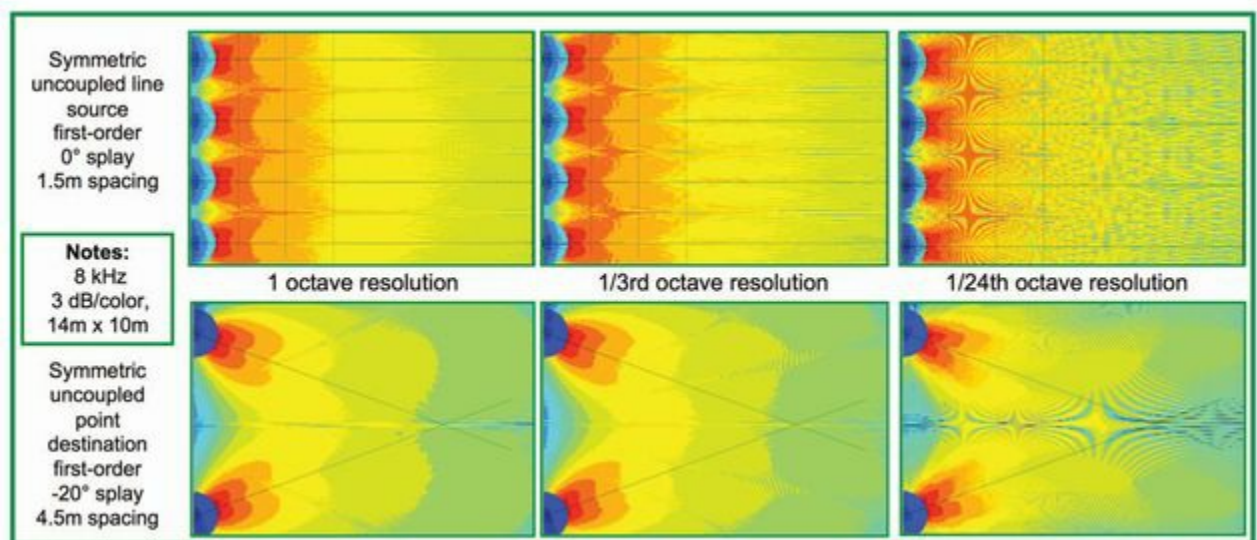 Symmetric
uncoupled line
source
first-order
0° splay
1.5m spacing
Notes:
8 kHz
3 dB/color,
14m x 10m
1 octave resolution
1/3rd octave resolution
1/24th octave resolution
Symmetric
uncoupled
point
destination
first-order
-20° splay
4.5m spacing